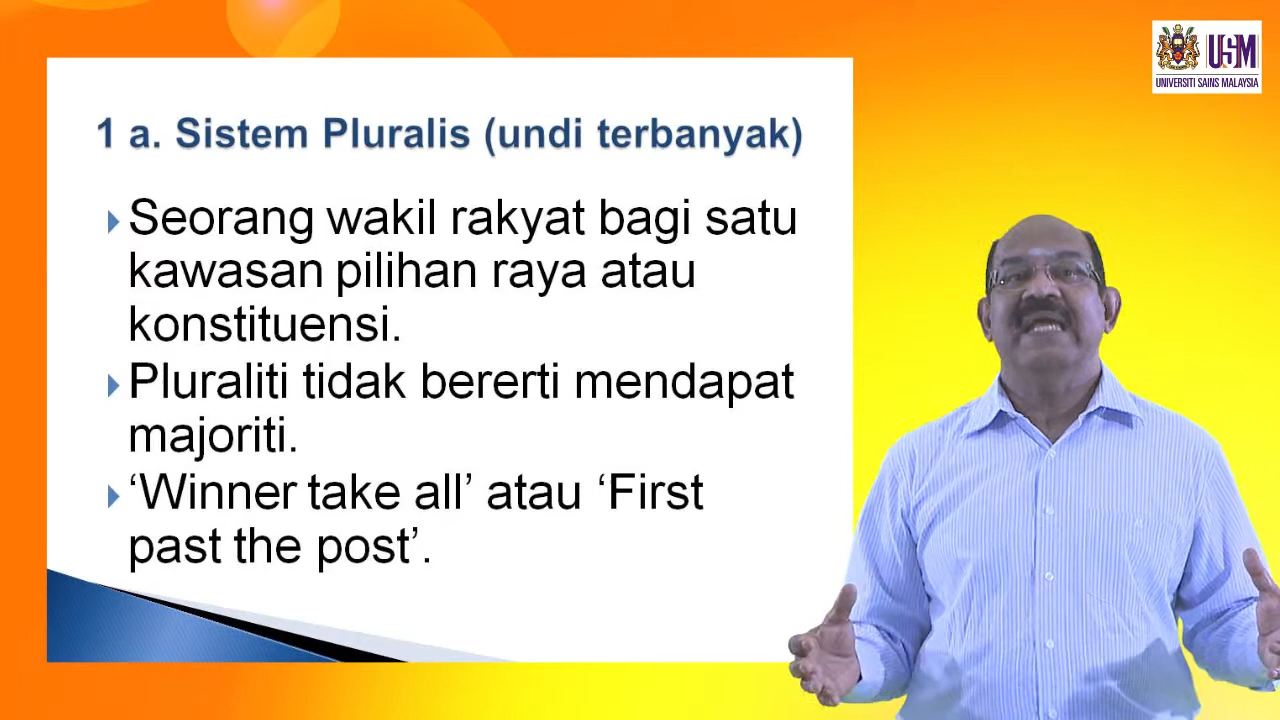 USM
UNIVERSITI SAINS MALAYSIA
1 a. Sistem Pluralis (undi terbanyak)
Seorang wakil rakyat bagi satu
kawasan pilihan raya atau
konstituensi.
Pluraliti tidak bererti mendapat
majoriti.
‘Winner take all’ atau ‘First
past the post’.